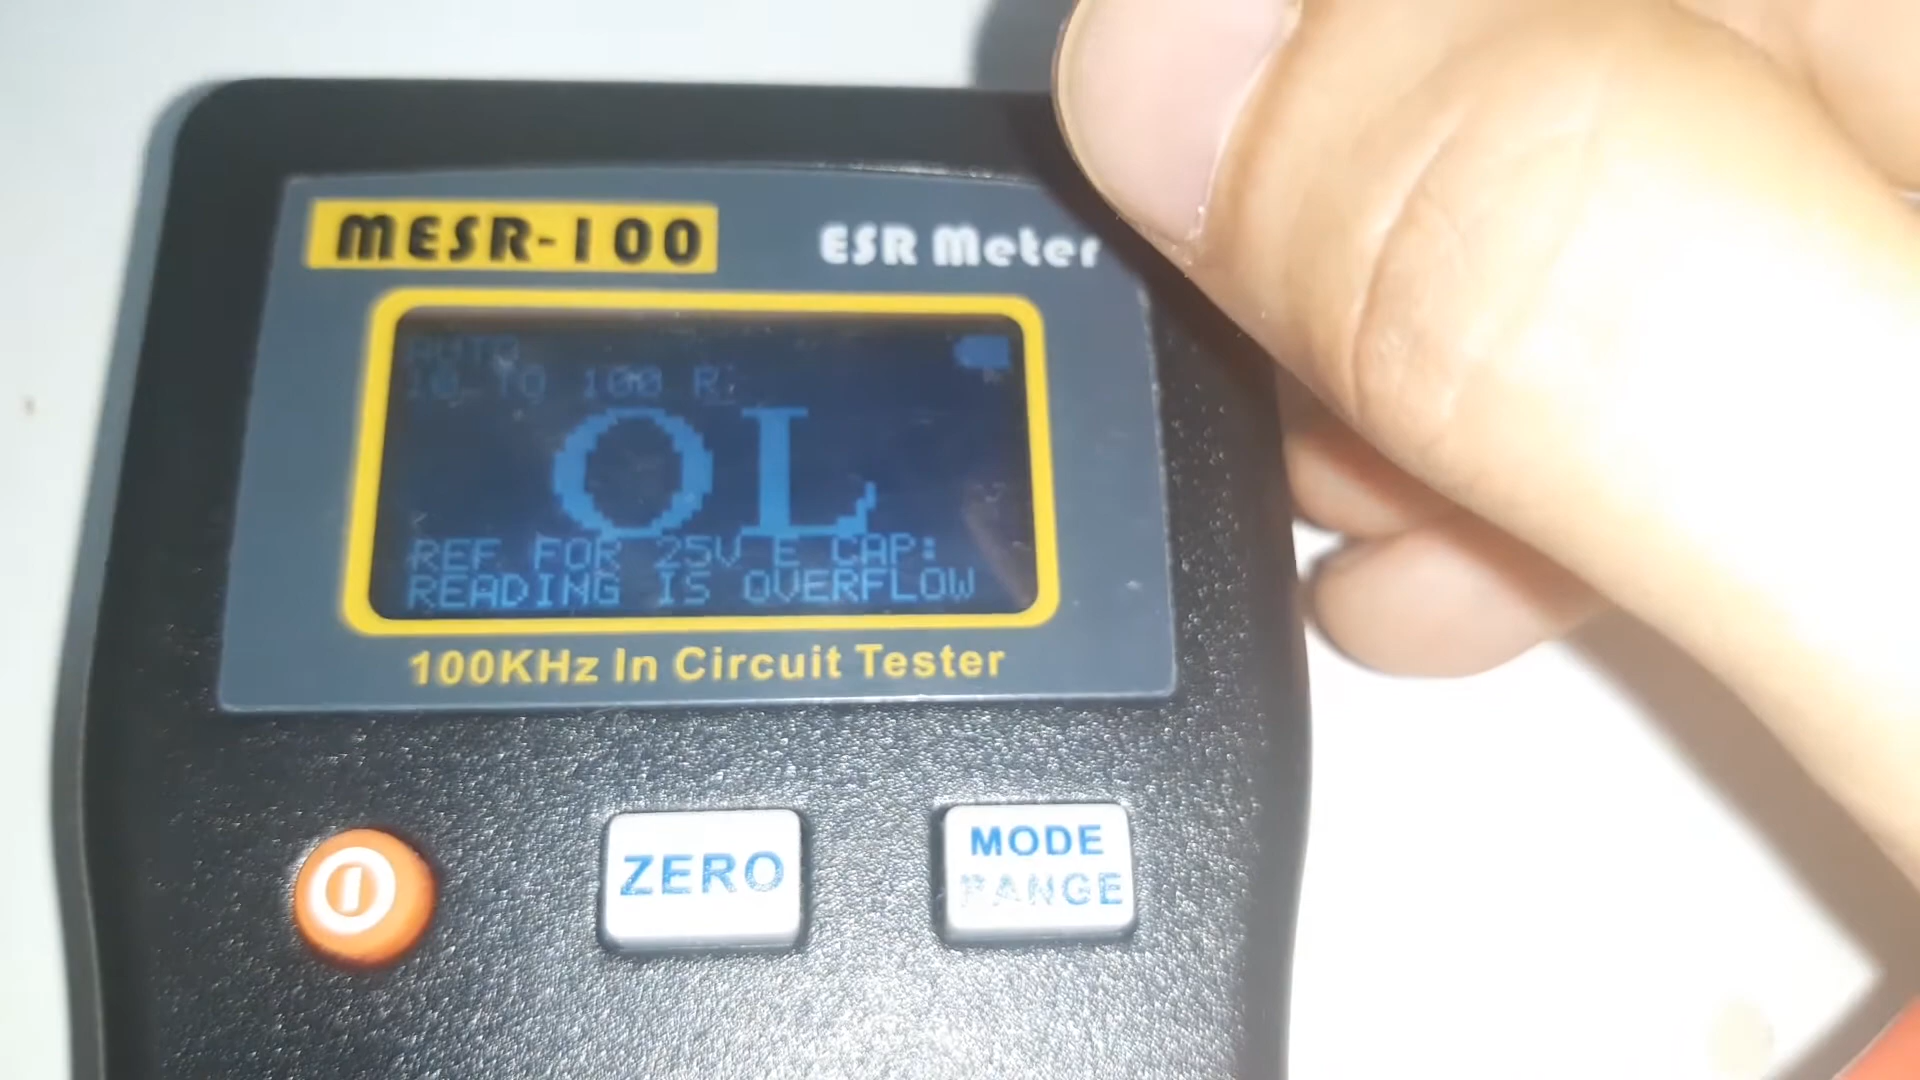 MESR-100
ESR Meter
AUTO
10 TO 100 R:
OL
REF FOR 25V E CAP:
READING IS OVERFLOW
100KHz In Circuit Tester
ZERO
MODE
RANGE